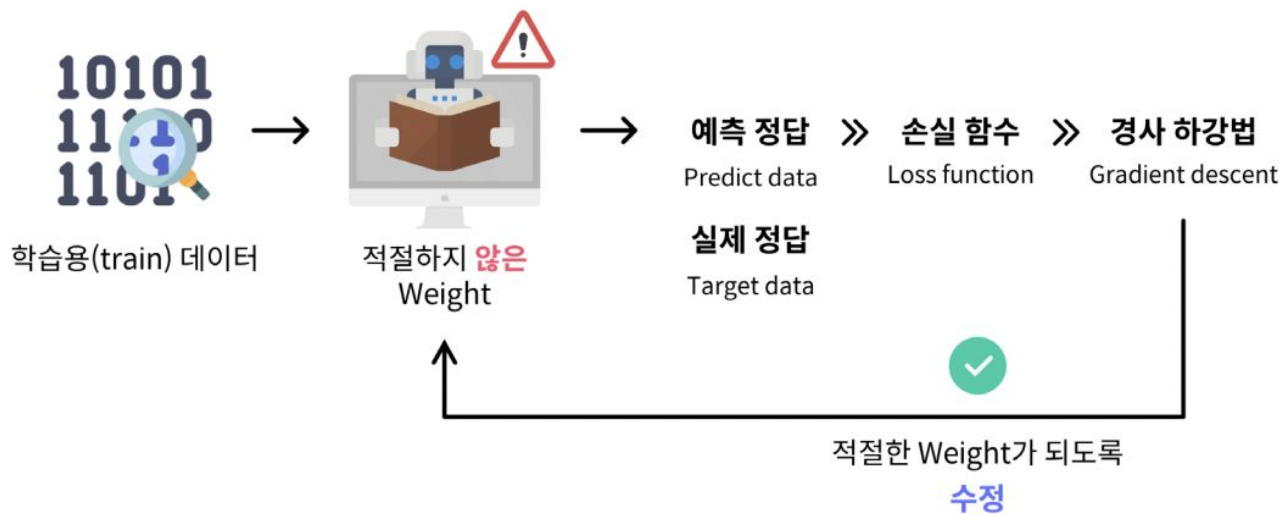 10101
11110
1101
학습용(train) 데이터
적절하지 않은
Weight
예측 정답 » 손실 함수 » 경사 하강법
Predict data Loss function Gradient descent
실제 정답
Target data
적절한 Weight가 되도록
수정